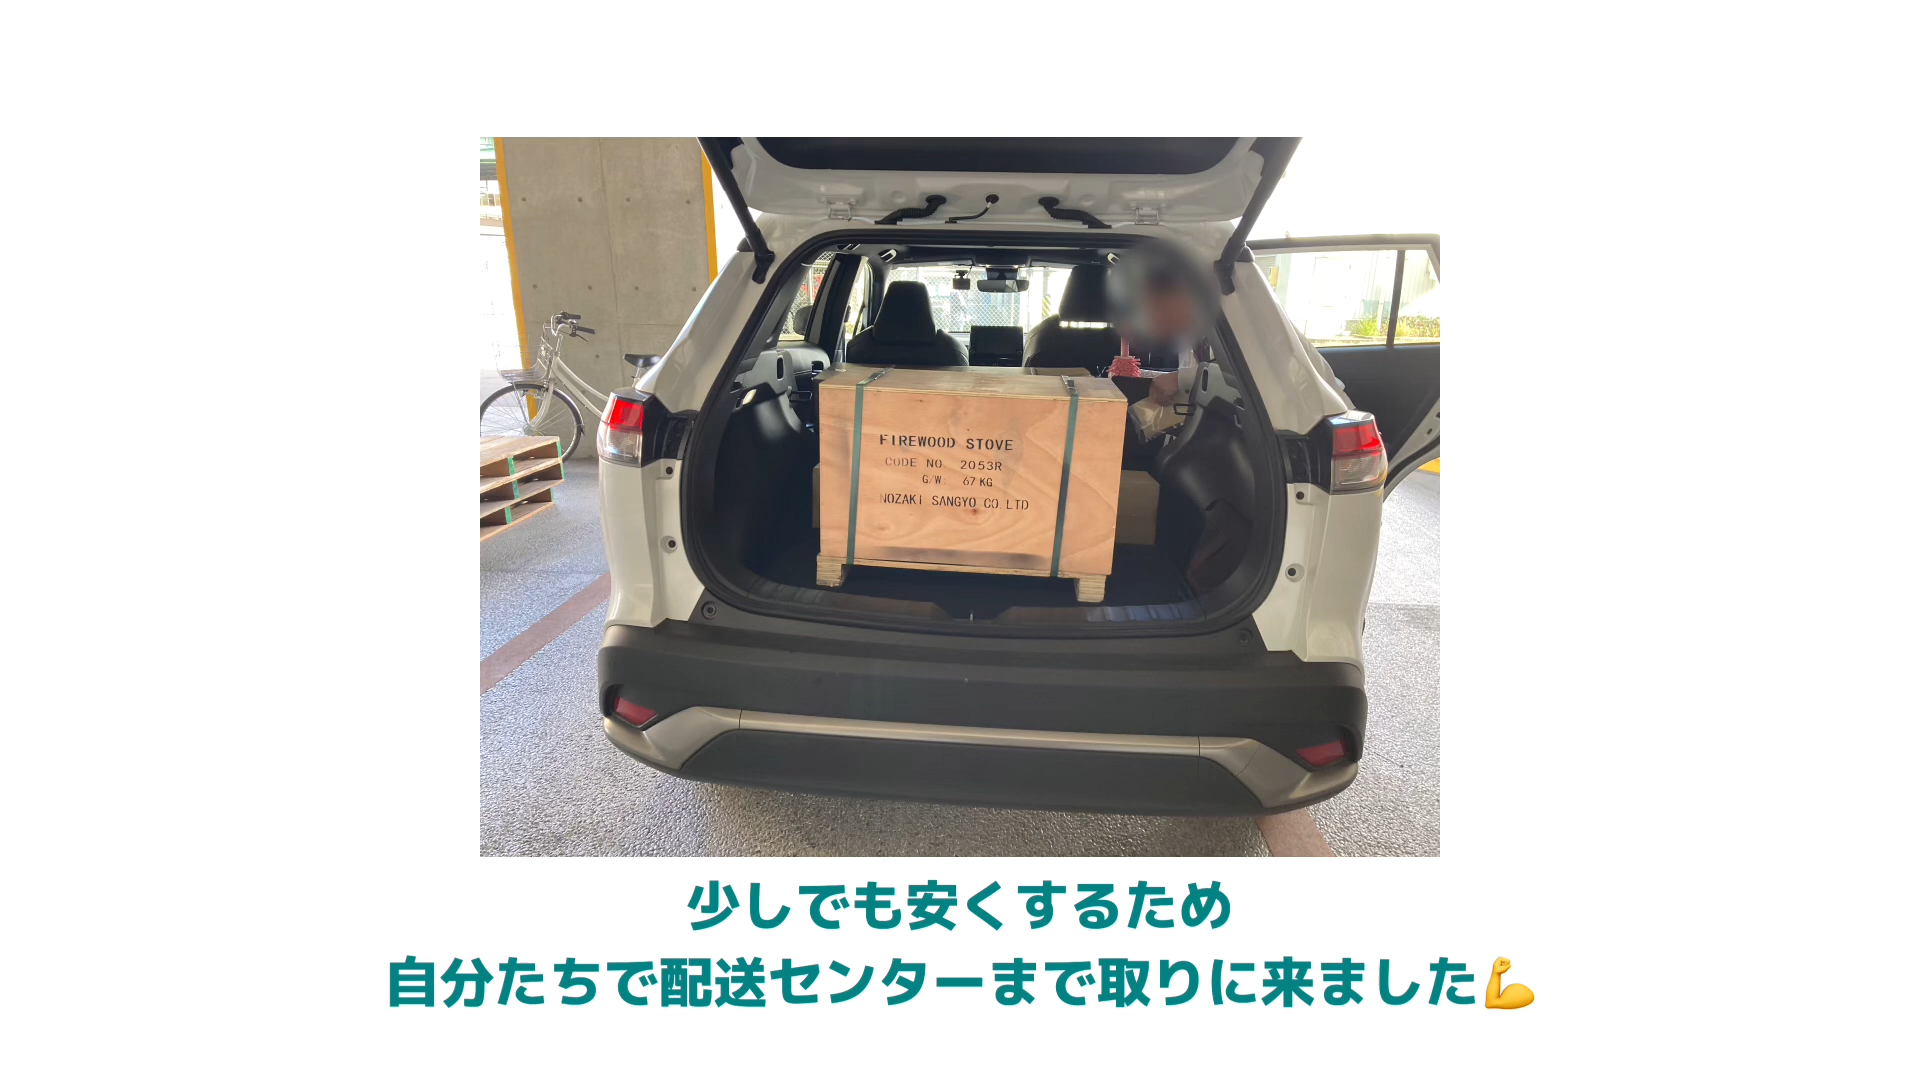 FIREWOOD STOVE
CODE NO. 2053R
G/W: 67 KG
NOZAKI SANGYO CO.LTD
少しでも安くするため
自分たちで配送センターまで取りに来ました💪